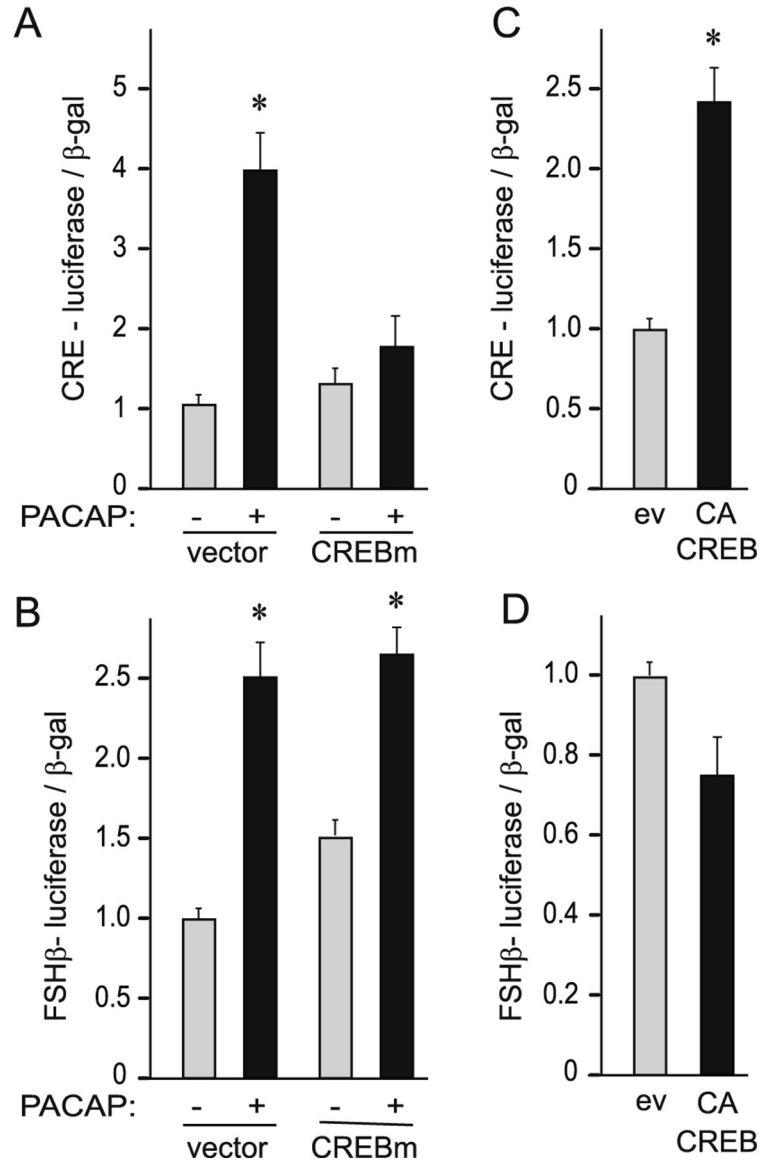 A
CRE - luciferase / β-gal
5
4
3
2
1
0
*
PACAP: - + - +
vector CREBm
C
CRE - luciferase / β-gal
2.5
2.0
1.5
1.0
0.5
0
*
ev CA
CREB
B
FSHβ- luciferase / β-gal
2.5
2.0
1.5
1.0
0.5
0
* *
PACAP: - + - +
vector CREBm
D
FSHβ- luciferase / β-gal
1.0
0.8
0.6
0.4
0.2
0
ev CA
CREB